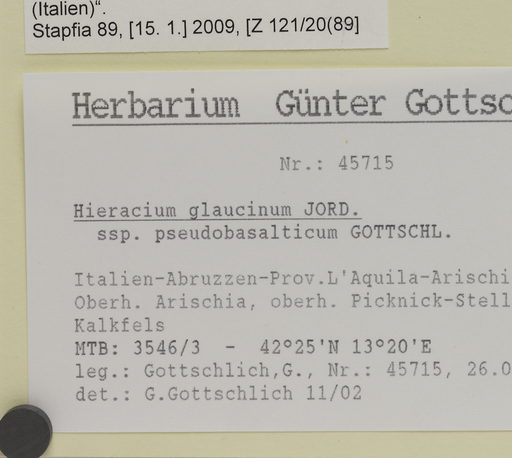 (Italien)“.
Stapfia 89, [15. 1.] 2009, [Z 121/20(89]
Herbarium Günter Gottsc
Nr.: 45715
Hieracium glaucinum JORD.
ssp. pseudobasalticum GOTTSCHL.
Italien-Abruzzen-Prov.L'Aquila-Arischi
Oberh. Arischia, oberh. Picknick-Stell
Kalkfels
MTB: 3546/3 - 42°25'N 13°20'E
leg.: Gottschlich,G., Nr.: 45715, 26.0
det.: G.Gottschlich 11/02